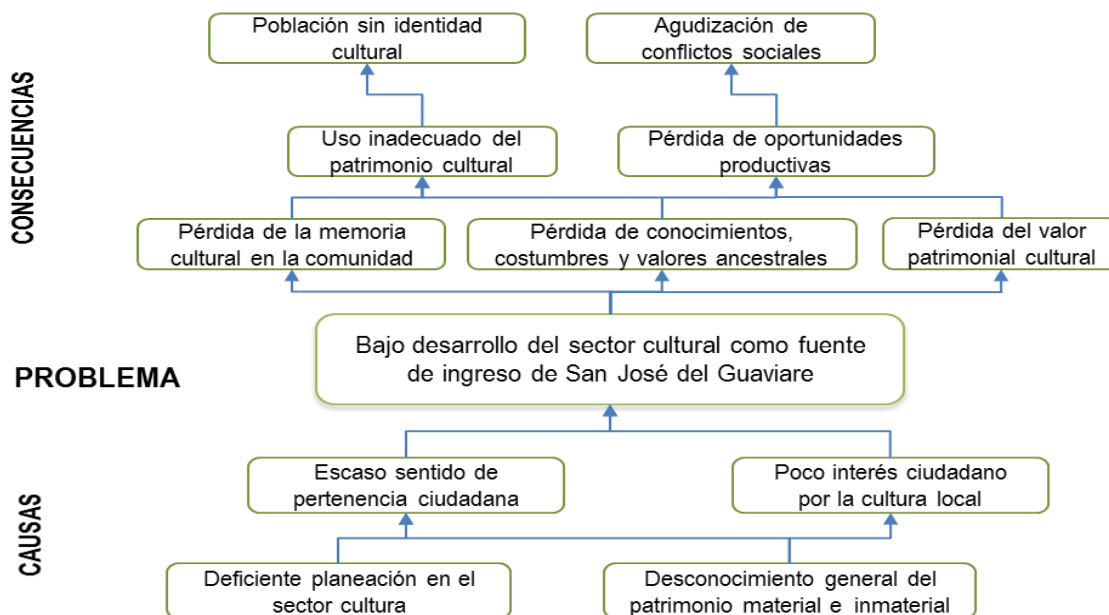 CONSECUENCIAS
Población sin identidad
cultural
Agudización de
conflictos sociales
Uso inadecuado del
patrimonio cultural
Pérdida de oportunidades
productivas
Pérdida de la memoria
cultural en la comunidad
Pérdida de conocimientos,
costumbres y valores ancestrales
Pérdida del valor
patrimonial cultural
PROBLEMA
Bajo desarrollo del sector cultural como fuente
de ingreso de San José del Guaviare
CAUSAS
Escaso sentido de
pertenencia ciudadana
Poco interés ciudadano
por la cultura local
Deficiente planeación en el
sector cultura
Desconocimiento general del
patrimonio material e inmaterial